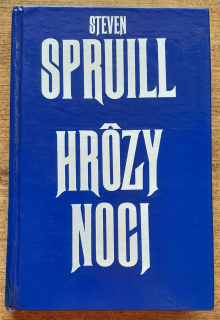 STEVEN
SPRUILL
HRÔZY
NOCI